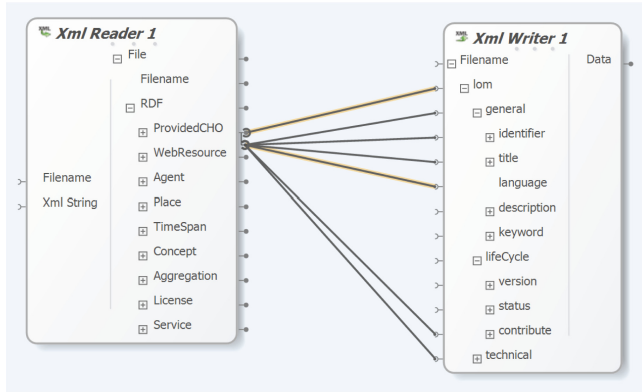 Xml Reader 1
File
Filename
RDF
ProvidedCHO
WebResource
Agent
Place
TimeSpan
Concept
Aggregation
License
Service
Filename
Xml String
Xml Writer 1
Filename
Data
lom
general
identifier
title
language
description
keyword
lifeCycle
version
status
contribute
technical